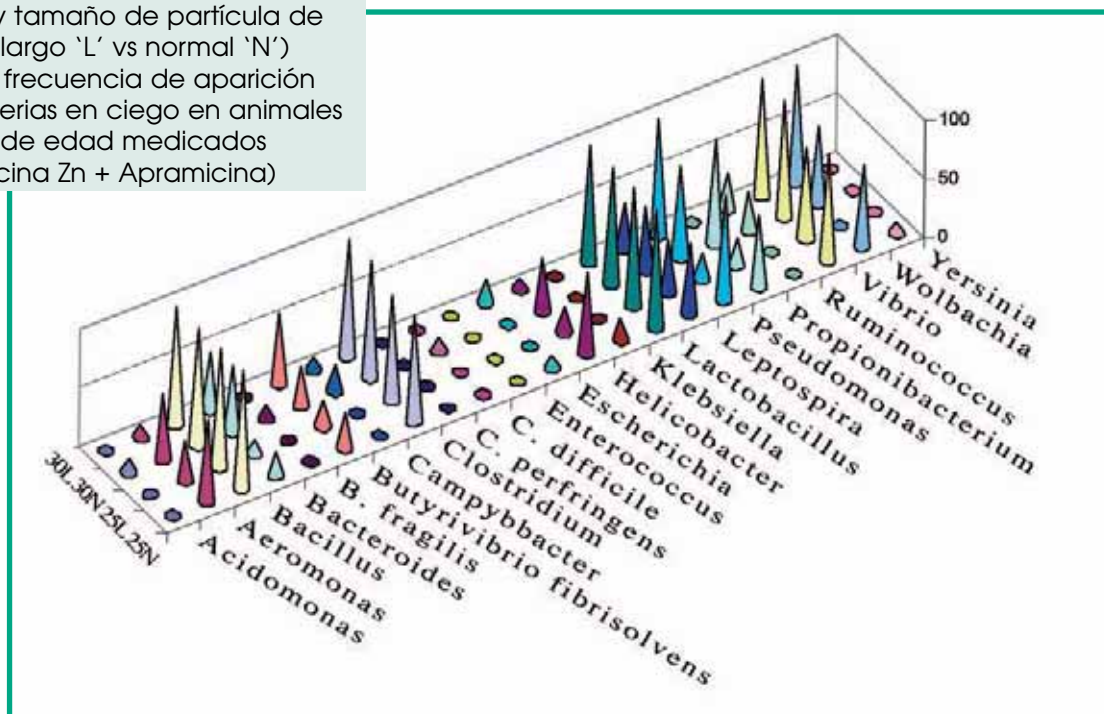 y tamaño de partícula de
largo `L´ vs normal `N´)
frecuencia de aparición
erias en ciego en animales
de edad medicados
cina Zn + Apramicina)
100
50
0
30L 30N 25L 25N
Acidomonas
Aeromonas
Bacillus
Bacteroides
B. fragilis
Butyrivibrio fibrisolvens
Campybbacter
Clostridium
C. perfringens
C. difficile
Enterococcus
Escherichia
Helicobacter
Klebsiella
Lactobacillus
Leptospira
Pseudomonas
Propionibacterium
Ruminococcus
Vibrio
Wolbachia
Yersinia